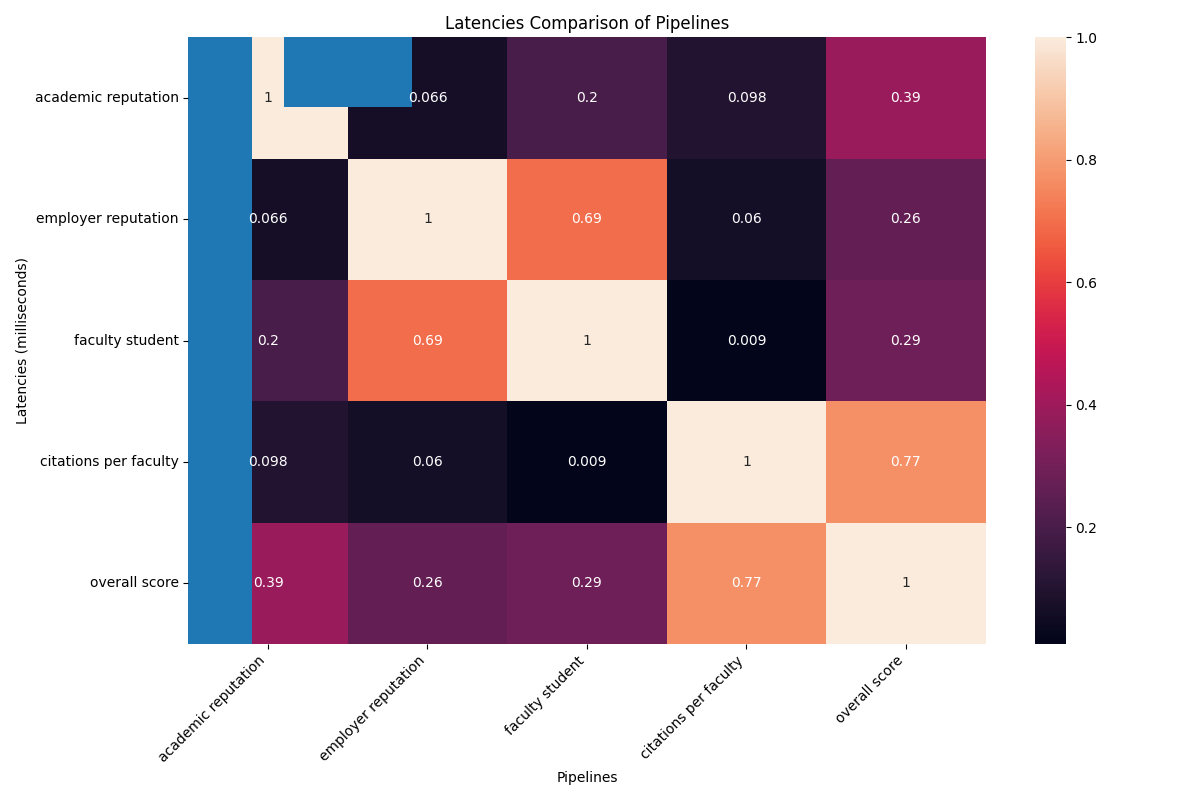 Latencies Comparison of Pipelines
academic reputation
1
0.066
0.2
0.098
0.39
employer reputation
0.066
1
0.69
0.06
0.26
faculty student
0.2
0.69
1
0.009
0.29
citations per faculty
0.098
0.06
0.009
1
0.77
overall score
0.39
0.26
0.29
0.77
1
Latencies (milliseconds)
academic reputation
employer reputation
faculty student
citations per faculty
overall score
Pipelines
1.0
0.8
0.6
0.4
0.2